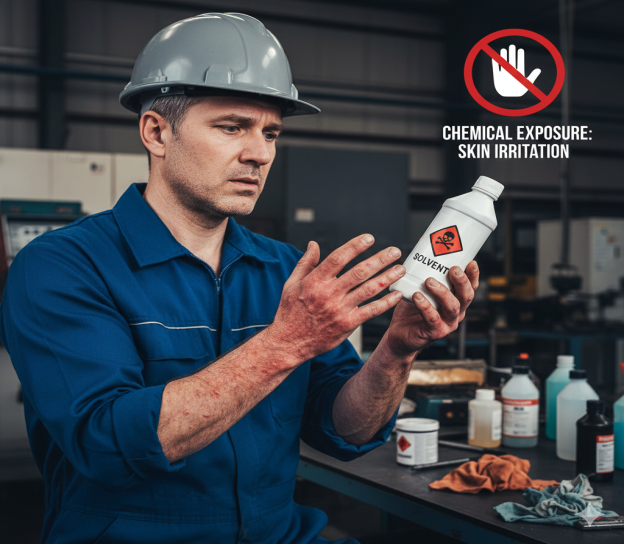 CHEMICAL EXPOSURE:
SKIN IRRITATION
SOLVENT